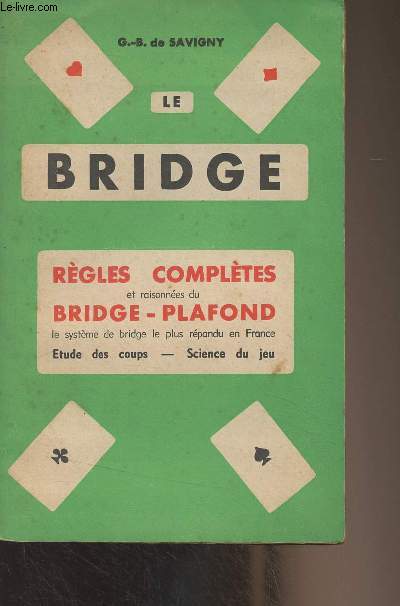 Le-livre.com
G.-B. de SAVIGNY
LE
BRIDGE
RÈGLES COMPLÈTES
et raisonnées du
BRIDGE - PLAFOND
le système de bridge le plus répandu en France
Etude des coups — Science du jeu